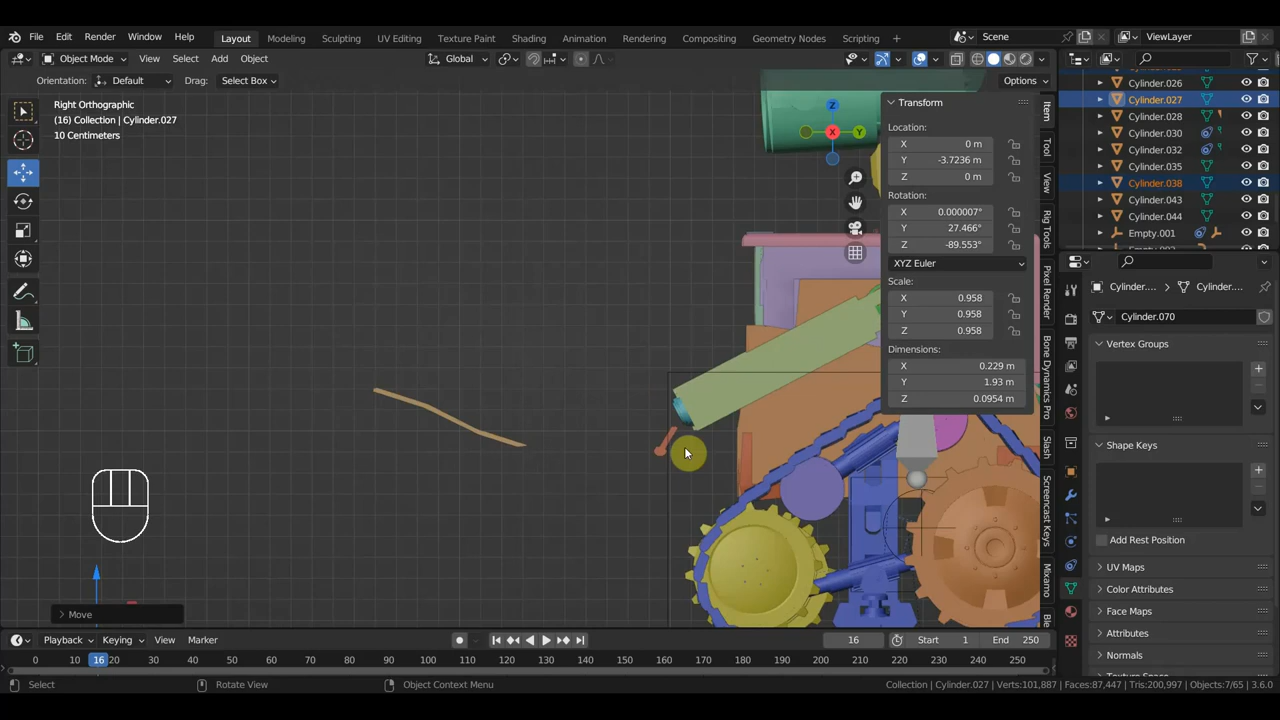 File Edit Render Window Help Layout Modeling Sculpting UV Editing Texture Paint Shading Animation Rendering Compositing Geometry Nodes Scripting + Scene ViewLayer
Object Mode View Select Add Object Global
Orientation: Default Drag: Select Box Options
Right Orthographic
(16) Collection | Cylinder.027
10 Centimeters
Z
X
Y
Transform
Location:
X 0 m
Y -3.7236 m
Z 0 m
Rotation:
X 0.000007°
Y 27.466°
Z -89.553°
XYZ Euler
Scale:
X 0.958
Y 0.958
Z 0.958
Dimensions:
X 0.229 m
Y 1.93 m
Z 0.0954 m
Item
Tool
View
Rig Tools
Pixel Render
Bone Dynamics Pro
Slash
Screencast Keys
Mixamo
Ble
Cylinder.026
Cylinder.027
Cylinder.028
Cylinder.030
Cylinder.032
Cylinder.035
Cylinder.038
Cylinder.043
Cylinder.044
Empty.001
Cylinder.... Cylinder....
Cylinder.070
Vertex Groups
Shape Keys
Add Rest Position
UV Maps
Color Attributes
Face Maps
Attributes
Normals
Texture Space
Move
Playback Keying View Marker 16 Start 1 End 250
0 10 16 20 30 40 50 60 70 80 90 100 110 120 130 140 150 160 170 180 190 200 210 220 230 240 250
Select Rotate View Object Context Menu Collection | Cylinder.027 | Verts:101,887 | Faces:87,447 | Tris:200,997 | Objects:7/65 | 3.6.0